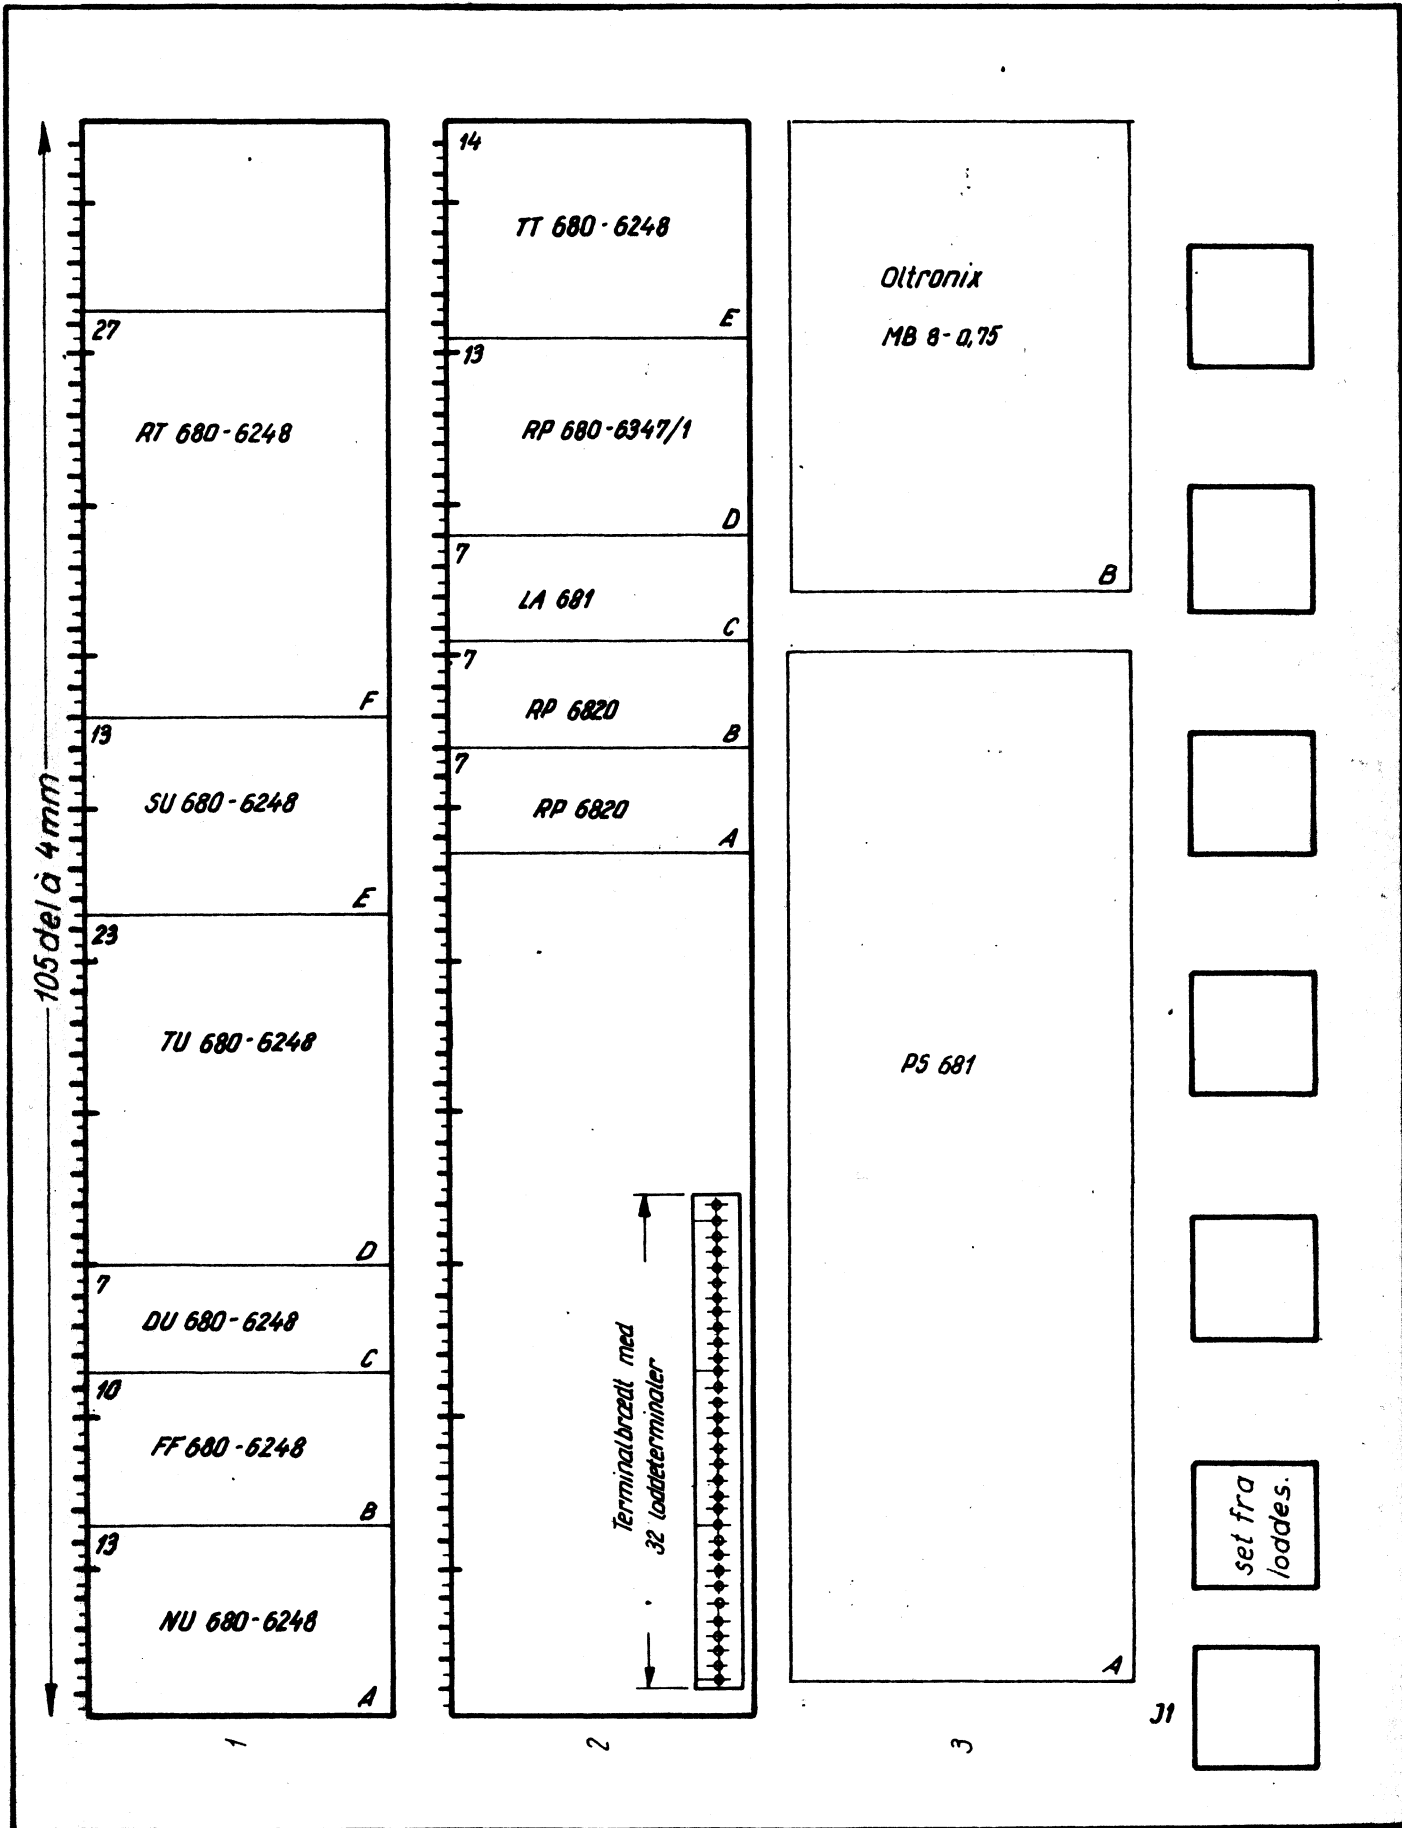 105 del à 4 mm
27
RT 680-6248
F
13
SU 680-6248
E
23
TU 680-6248
D
7
DU 680-6248
C
10
FF 680-6248
B
13
NU 680-6248
A
1
14
TT 680-6248
E
13
RP 680-6347/1
D
7
LA 681
C
7
RP 6820
B
7
RP 6820
A
Terminalbrædt med
32 loddeterminaler
2
Oltronix
MB 8-0,75
B
PS 681
A
3
set fra
loddes.
J1